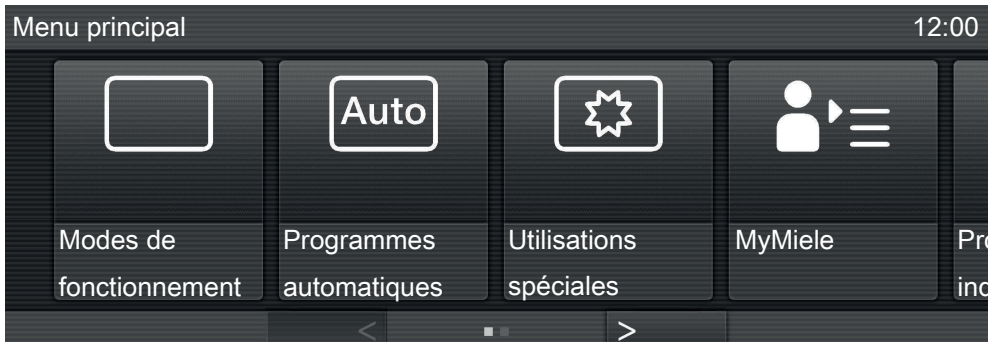 Menu principal 12:00
Auto
Modes de
fonctionnement
Programmes
automatiques
Utilisations
spéciales
MyMiele
<
>